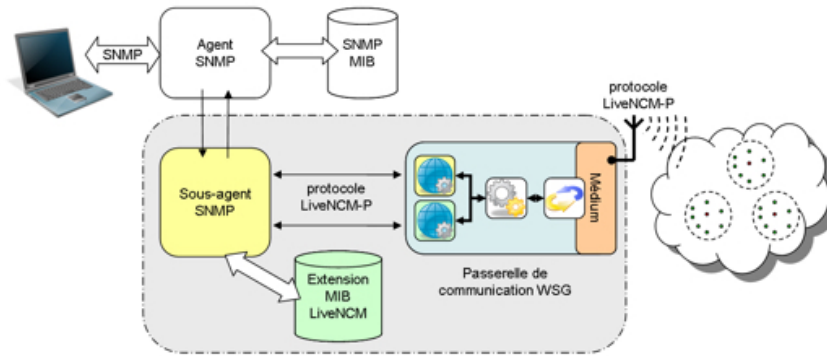 SNMP
Agent
SNMP
SNMP
MIB
protocole
LiveNCM-P
Sous-agent
SNMP
protocole
LiveNCM-P
Médium
Extension
MIB
LiveNCM
Passerelle de
communication WSG